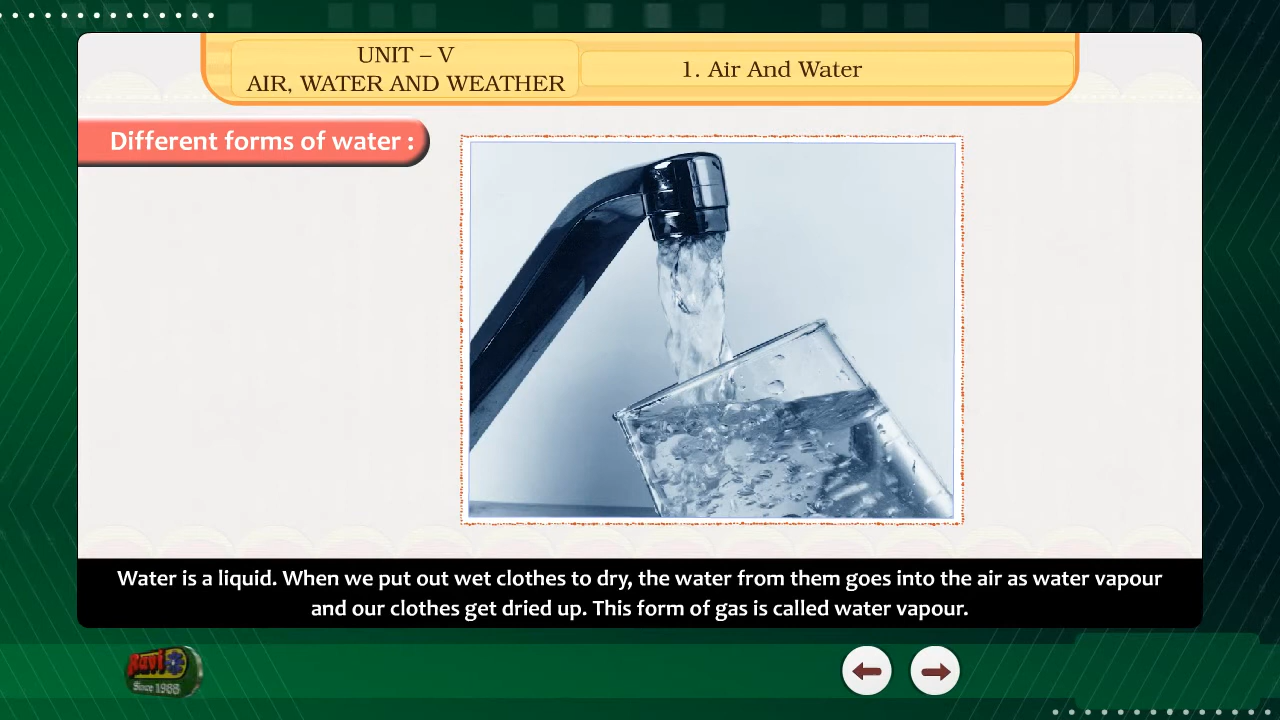 UNIT – V
AIR, WATER AND WEATHER
1. Air And Water
Different forms of water :
Water is a liquid. When we put out wet clothes to dry, the water from them goes into the air as water vapour
and our clothes get dried up. This form of gas is called water vapour.
Ravi
Since 1988